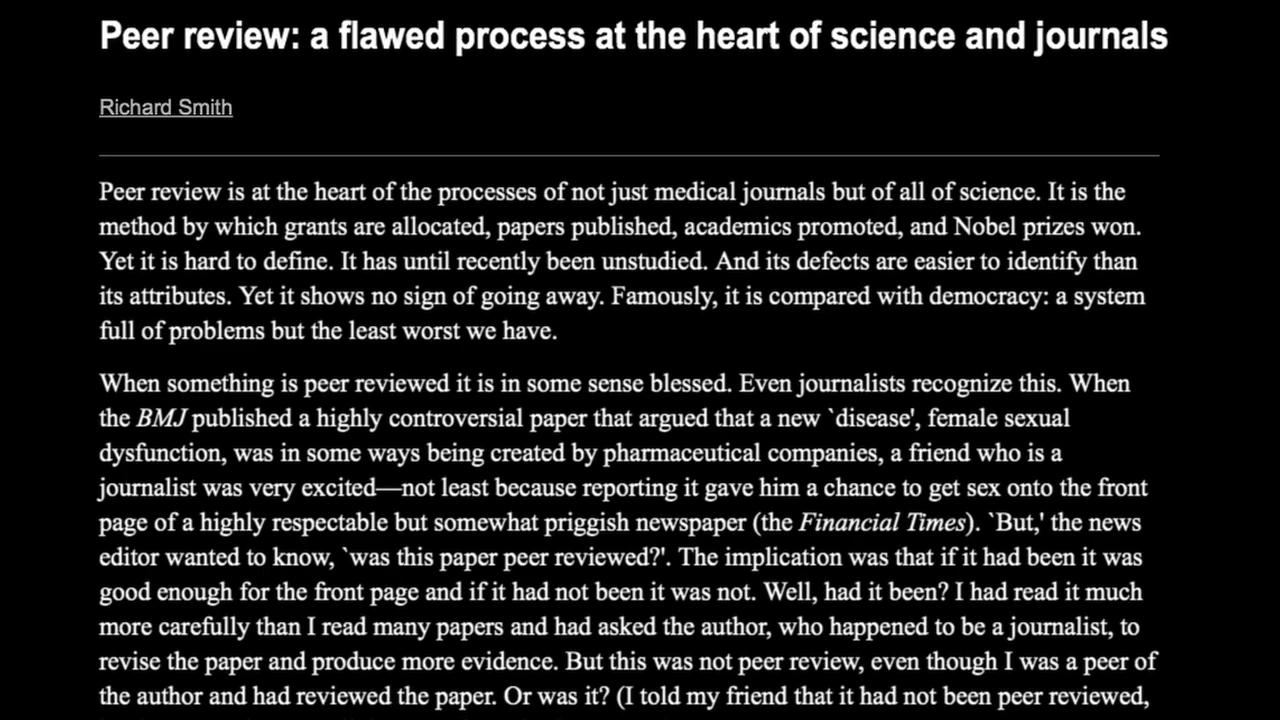 Peer review: a flawed process at the heart of science and journals
Richard Smith
Peer review is at the heart of the processes of not just medical journals but of all of science. It is the
method by which grants are allocated, papers published, academics promoted, and Nobel prizes won.
Yet it is hard to define. It has until recently been unstudied. And its defects are easier to identify than
its attributes. Yet it shows no sign of going away. Famously, it is compared with democracy: a system
full of problems but the least worst we have.
When something is peer reviewed it is in some sense blessed. Even journalists recognize this. When
the BMJ published a highly controversial paper that argued that a new `disease', female sexual
dysfunction, was in some ways being created by pharmaceutical companies, a friend who is a
journalist was very excited—not least because reporting it gave him a chance to get sex onto the front
page of a highly respectable but somewhat priggish newspaper (the Financial Times). `But,' the news
editor wanted to know, `was this paper peer reviewed?'. The implication was that if it had been it was
good enough for the front page and if it had not been it was not. Well, had it been? I had read it much
more carefully than I read many papers and had asked the author, who happened to be a journalist, to
revise the paper and produce more evidence. But this was not peer review, even though I was a peer of
the author and had reviewed the paper. Or was it? (I told my friend that it had not been peer reviewed,